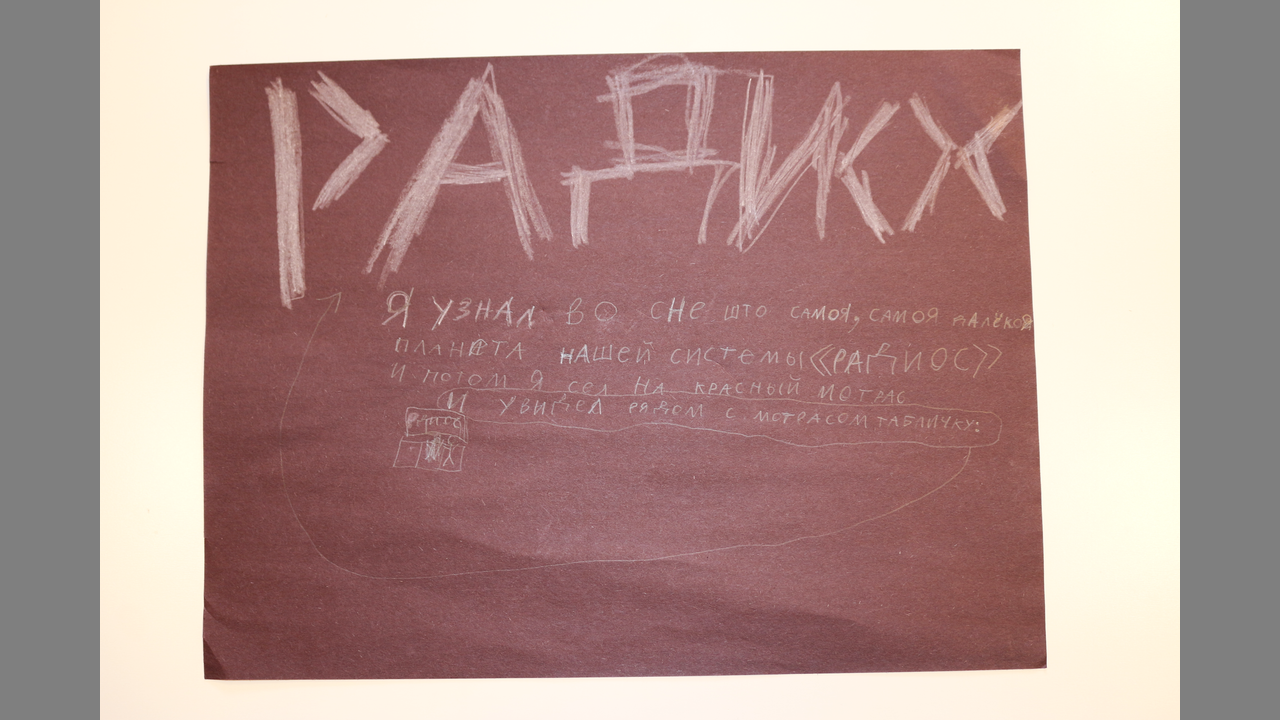 РАДИКХ
Я УЗНАЛ ВО СНЕ ШТО САМОЯ, САМОЯ ДАЛЁКОЯ
ПЛАНЕТА НАШЕЙ СИСТЕМЫ «РАДИОС»
И ПОТОМ Я СЕЛ НА КРАСНЫЙ МОТРАС
И УВИДЕЛ РЯДОМ С МОТРАСОМ ТАБЛИЧКУ: